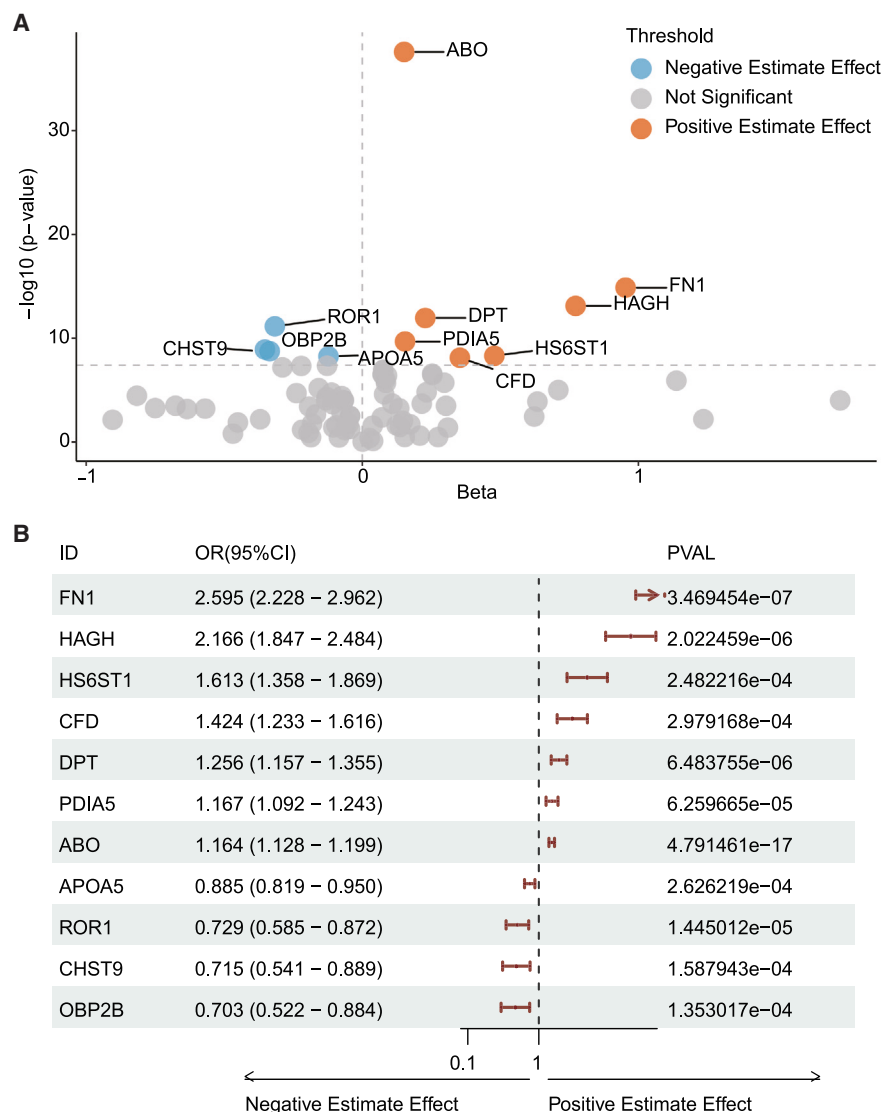 A
ABO
Threshold
Negative Estimate Effect
Not Significant
Positive Estimate Effect
30
20
10
0
−log10 (p− value)
FN1
HAGH
DPT
ROR1
OBP2B
PDIA5
HS6ST1
CHST9
APOA5
CFD
−1
0
1
Beta
B
ID OR(95%CI) PVAL
FN1 2.595 (2.228 − 2.962) 3.469454e−07
HAGH 2.166 (1.847 − 2.484) 2.022459e−06
HS6ST1 1.613 (1.358 − 1.869) 2.482216e−04
CFD 1.424 (1.233 − 1.616) 2.979168e−04
DPT 1.256 (1.157 − 1.355) 6.483755e−06
PDIA5 1.167 (1.092 − 1.243) 6.259665e−05
ABO 1.164 (1.128 − 1.199) 4.791461e−17
APOA5 0.885 (0.819 − 0.950) 2.626219e−04
ROR1 0.729 (0.585 − 0.872) 1.445012e−05
CHST9 0.715 (0.541 − 0.889) 1.587943e−04
OBP2B 0.703 (0.522 − 0.884) 1.353017e−04
0.1 1
Negative Estimate Effect Positive Estimate Effect